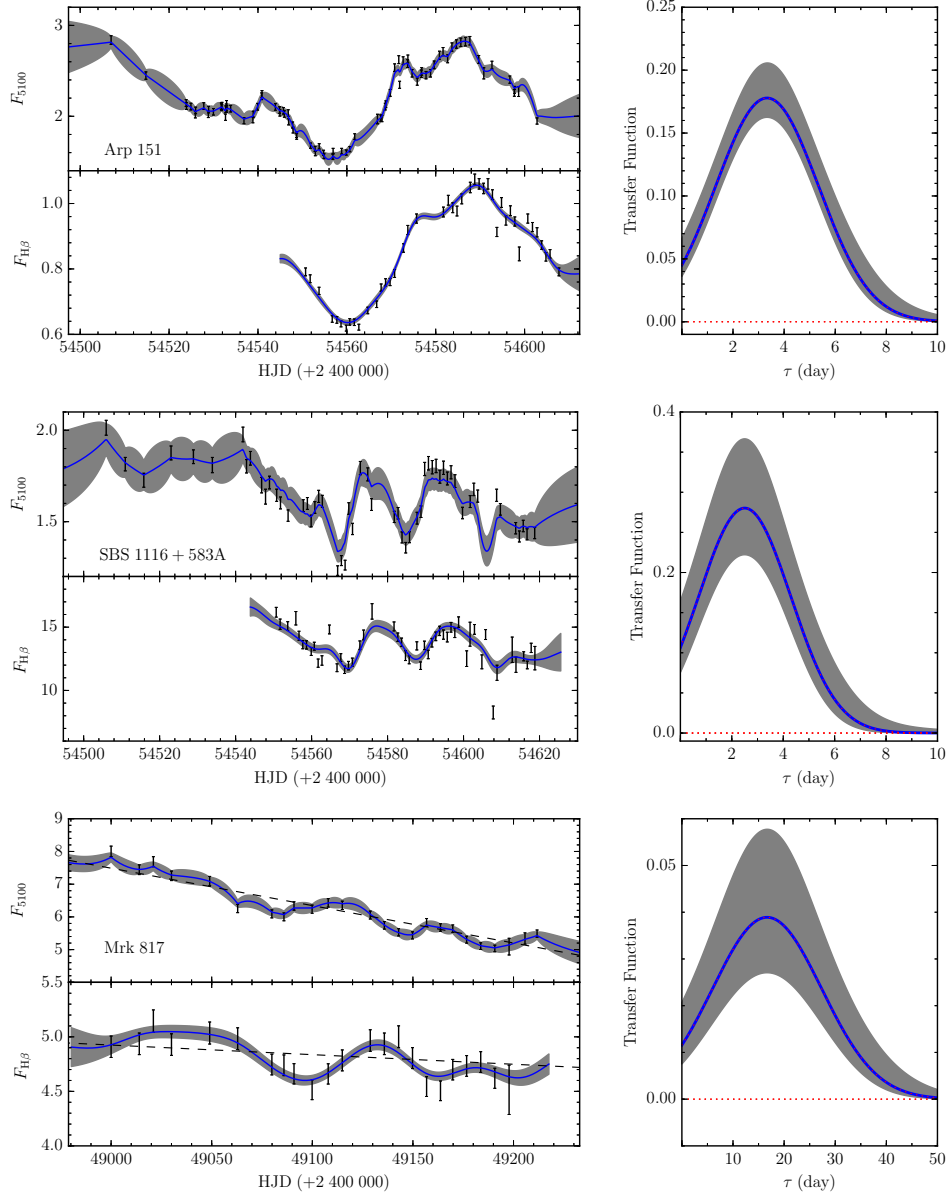 3
2
1
F5100
Arp 151
1.0
0.8
0.6
FHβ
54500 54520 54540 54560 54580 54600
HJD (+2 400 000)
0.25
0.20
0.15
0.10
0.05
0.00
Transfer Function
2 4 6 8 10
τ (day)
2.0
1.5
F5100
SBS 1116 + 583A
15
10
FHβ
54500 54520 54540 54560 54580 54600 54620
HJD (+2 400 000)
0.4
0.2
0.0
Transfer Function
0 2 4 6 8 10
τ (day)
9
8
7
6
5
F5100
Mrk 817
5.5
5.0
4.5
4.0
FHβ
49000 49050 49100 49150 49200
HJD (+2 400 000)
0.05
0.00
Transfer Function
10 20 30 40 50
τ (day)